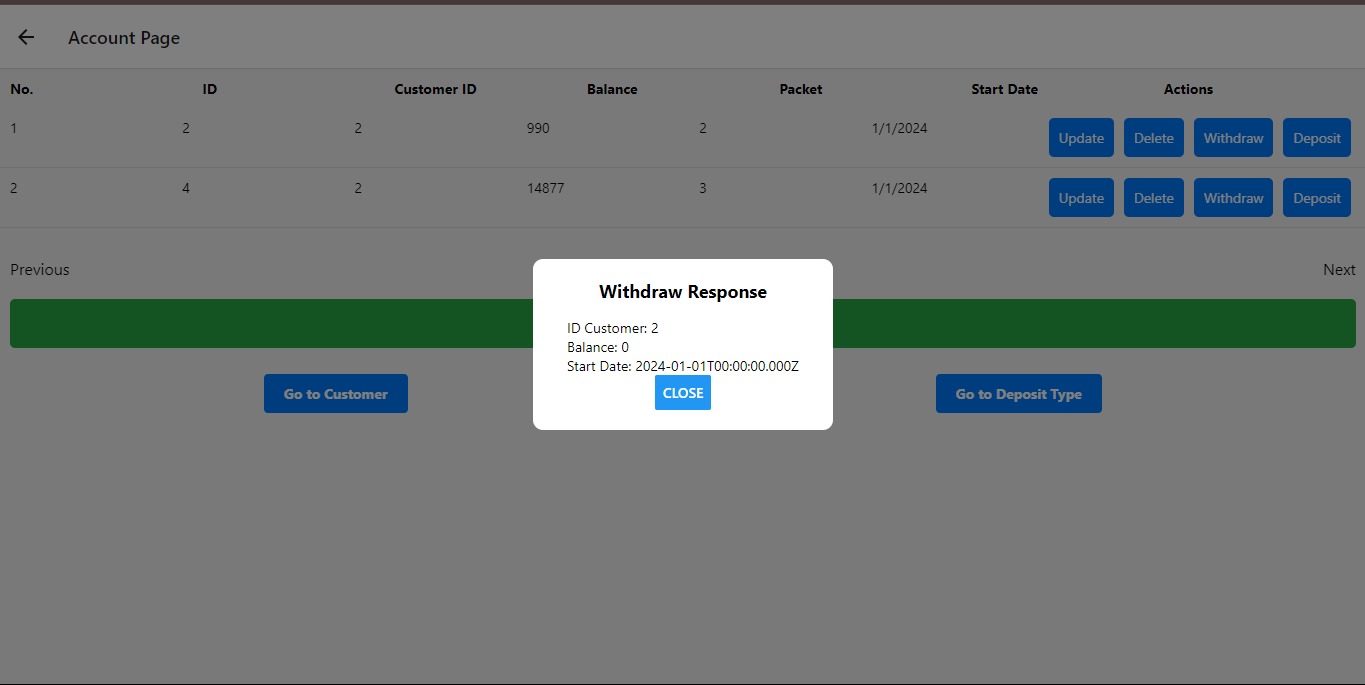 Account Page
No. ID Customer ID Balance Packet Start Date Actions
1 2 2 990 2 1/1/2024 Update Delete Withdraw Deposit
2 4 2 14877 3 1/1/2024 Update Delete Withdraw Deposit
Previous Next
Withdraw Response
ID Customer: 2
Balance: 0
Start Date: 2024-01-01T00:00:00.000Z
CLOSE
Go to Customer Go to Deposit Type